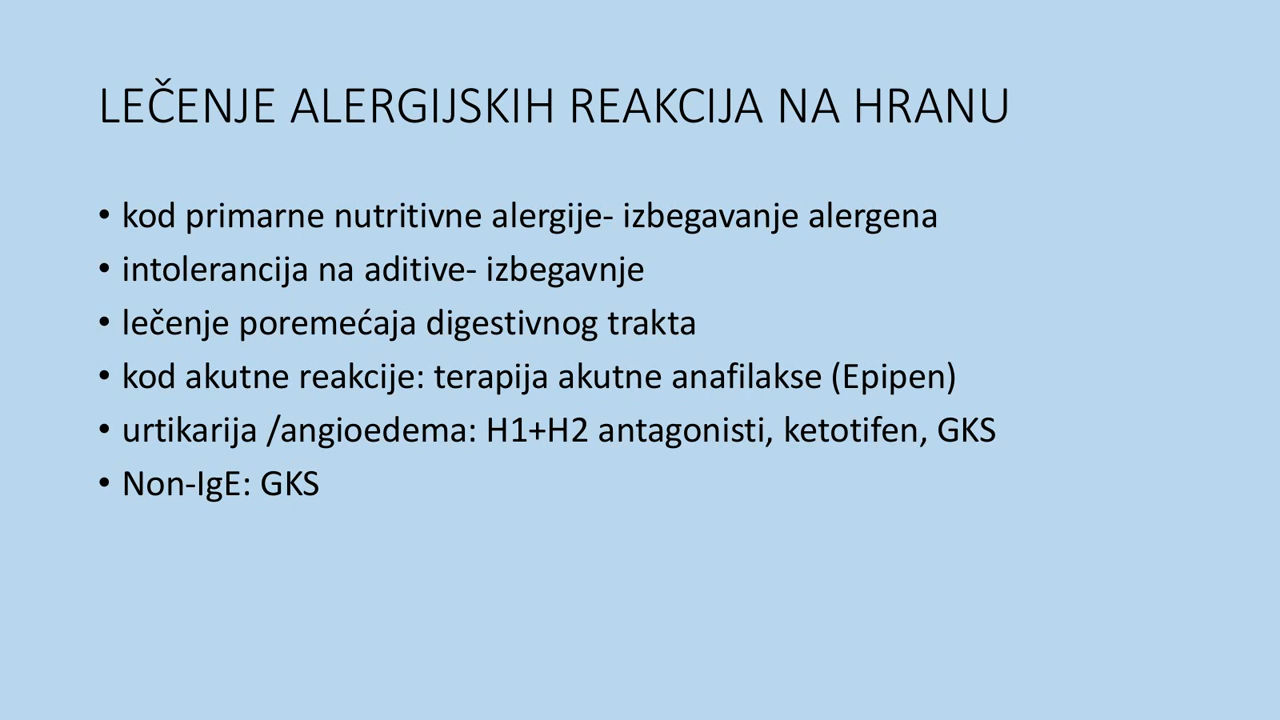 LEČENJE ALERGIJSKIH REAKCIJA NA HRANU
• kod primarne nutritivne alergije- izbegavanje alergena
• intolerancija na aditive- izbegavnje
• lečenje poremećaja digestivnog trakta
• kod akutne reakcije: terapija akutne anafilakse (Epipen)
• urtikarija /angioedema: H1+H2 antagonisti, ketotifen, GKS
• Non-IgE: GKS